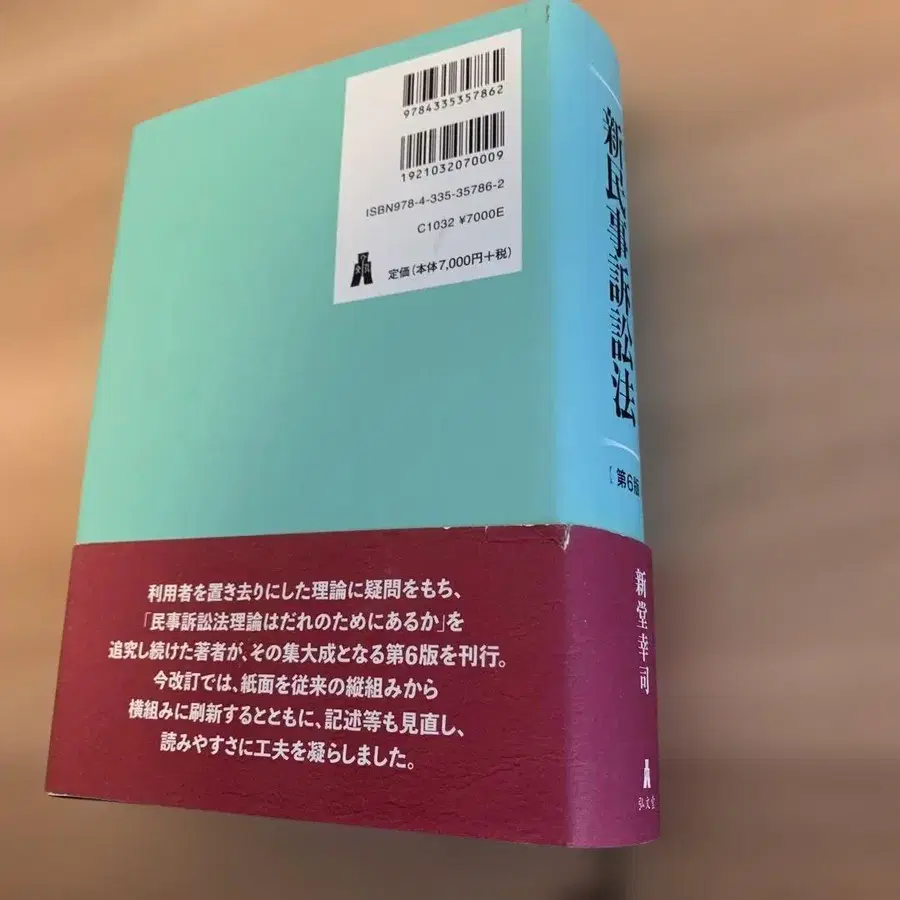 9784335357862
1921032070009
ISBN978-4-335-35786-2
C1032 ¥7000E
定価(本体7,000円+税)
新民事訴訟法
【第6版
新堂幸司
弘文堂
利用者を置き去りにした理論に疑問をもち、
「民事訴訟法理論はだれのためにあるか」を
追究し続けた著者が、その集大成となる第6版を刊行。
今改訂では、紙面を従来の縦組みから
横組みに刷新するとともに、記述等も見直し、
読みやすさに工夫を凝らしました。